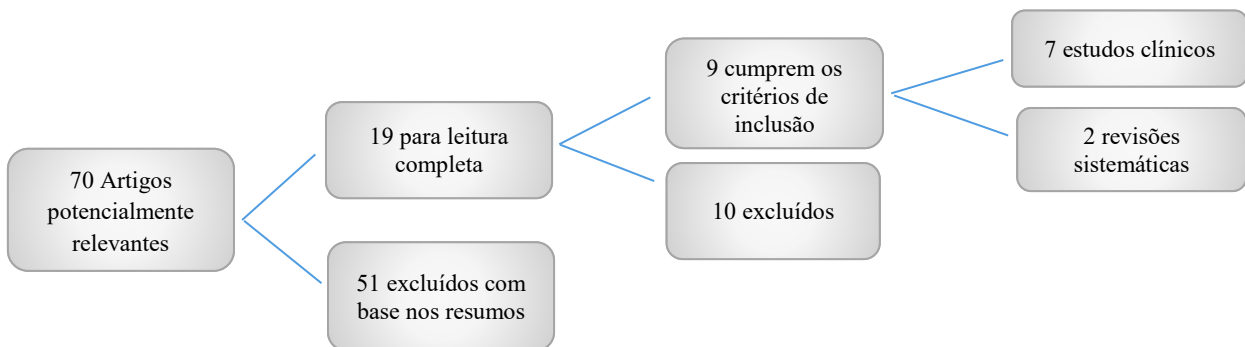 70 Artigos
potencialmente
relevantes
19 para leitura
completa
51 excluídos com
base nos resumos
9 cumprem os
critérios de
inclusão
10 excluídos
7 estudos clínicos
2 revisões
sistemáticas